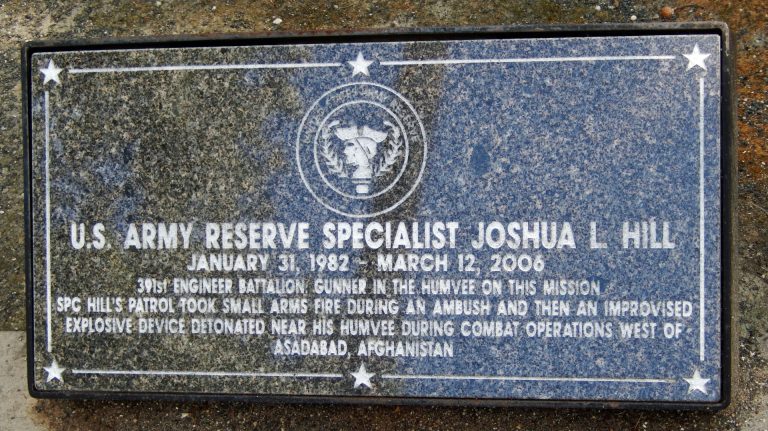 U.S. ARMY RESERVE SPECIALIST JOSHUA L. HILL
JANUARY 31, 1982 - MARCH 12, 2006
391st ENGINEER BATTALION, GUNNER IN THE HUMVEE ON THIS MISSION
SPC HILL'S PATROL TOOK SMALL ARMS FIRE DURING AN AMBUSH AND THEN AN IMPROVISED
EXPLOSIVE DEVICE DETONATED NEAR HIS HUMVEE DURING COMBAT OPERATIONS WEST OF
ASADABAD, AFGHANISTAN